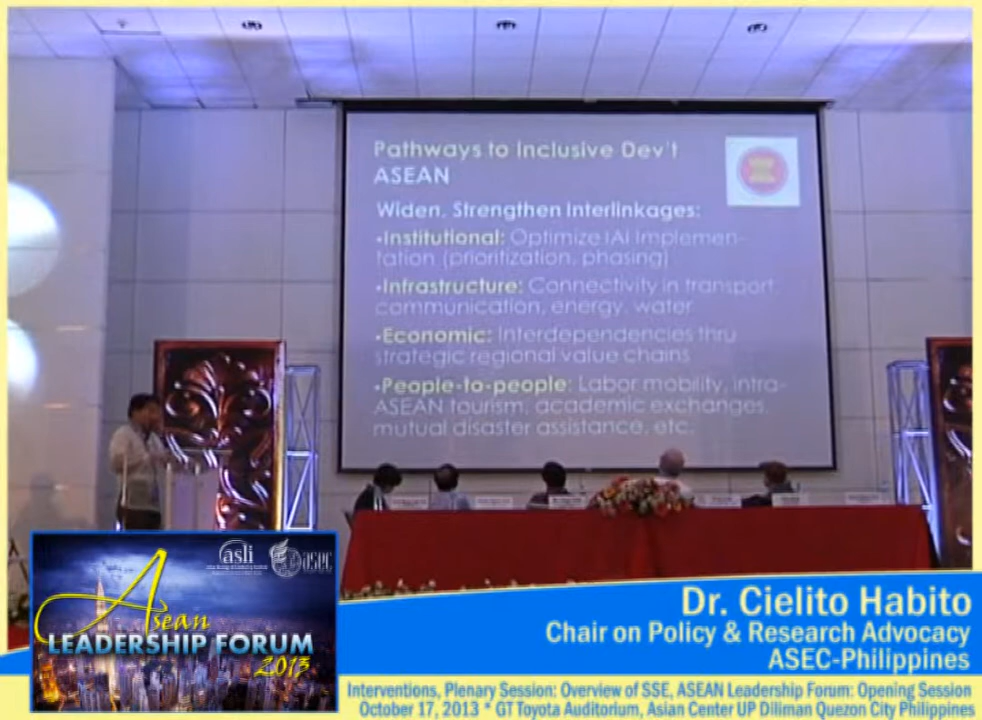 Pathways to Inclusive Dev't
ASEAN
Widen, Strengthen Interlinkages:
•Institutional: Optimize IAI Implemen-
tation (prioritization, phasing)
•Infrastructure: Connectivity in transport,
communication, energy, water
•Economic: Interdependencies thru
strategic regional value chains
•People-to-people: Labor mobility, intra-
ASEAN tourism, academic exchanges,
mutual disaster assistance, etc.
asli
asec
Asean
LEADERSHIP FORUM
2013
Dr. Cielito Habito
Chair on Policy & Research Advocacy
ASEC-Philippines
Interventions, Plenary Session: Overview of SSE, ASEAN Leadership Forum: Opening Session
October 17, 2013 * GT Toyota Auditorium, Asian Center UP Diliman Quezon City Philippines